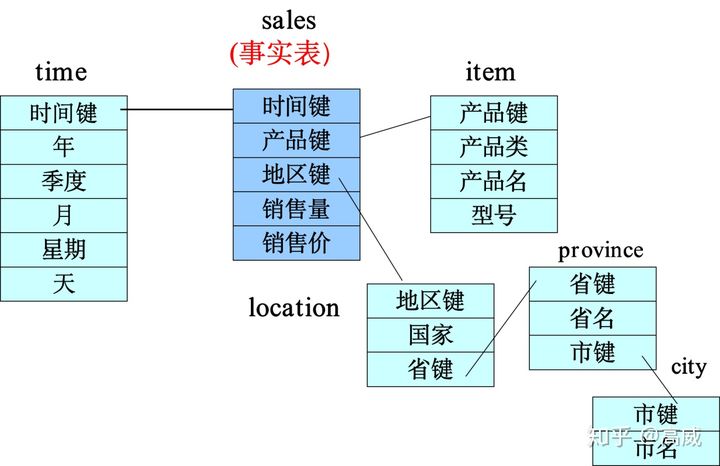 sales
(事实表)
time
时间键
年
季度
月
星期
天
时间键
产品键
地区键
销售量
销售价
item
产品键
产品类
产品名
型号
location
地区键
国家
省键
province
省键
省名
市键
city
市键
市名
知乎 @高威